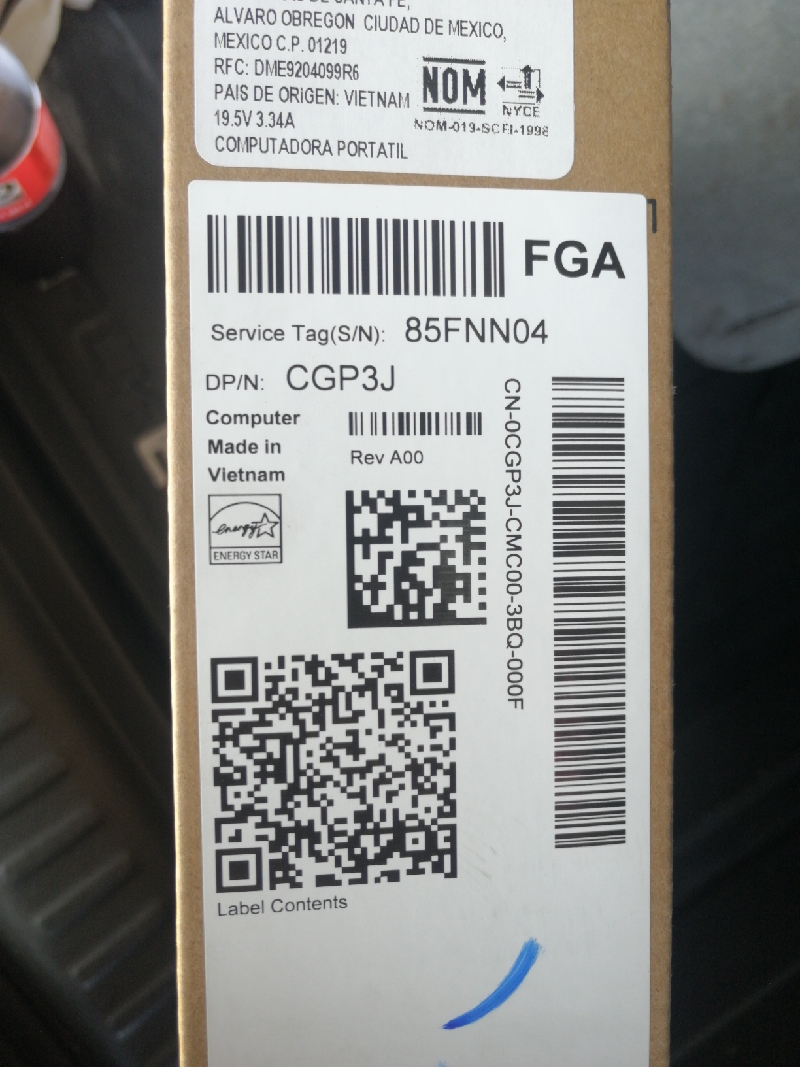 ALVARO OBREGON CIUDAD DE MEXICO,
MEXICO C.P. 01219
RFC: DME9204099R6
PAIS DE ORIGEN: VIETNAM
19.5V 3.34A
COMPUTADORA PORTATIL
NOM
NYCE
NOM-019-SCFI-1998
FGA
Service Tag(S/N): 85FNN04
DP/N: CGP3J
Computer
Made in
Vietnam
Rev A00
CN-0CGP3J-CMC00-3BQ-000F
energy
ENERGY STAR
Label Contents